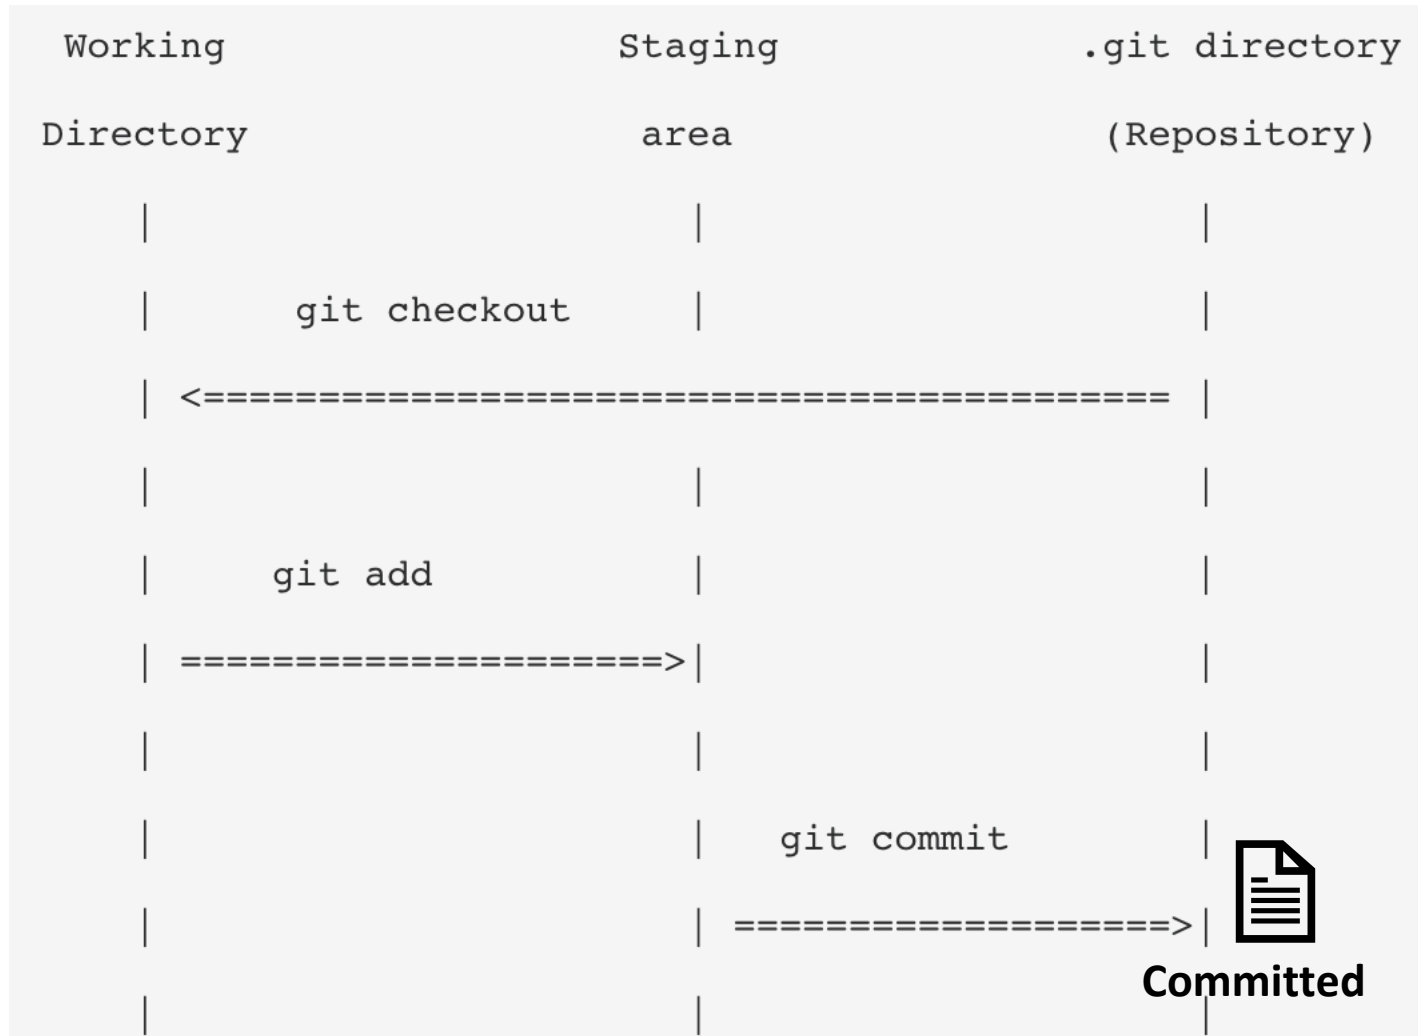 Working Staging .git directory
Directory area (Repository)
| | |
| git checkout | |
| <========================================== |
| | |
| git add | |
| =====================>| |
| | |
| | git commit |
| | ===================>|
Committed
| | |